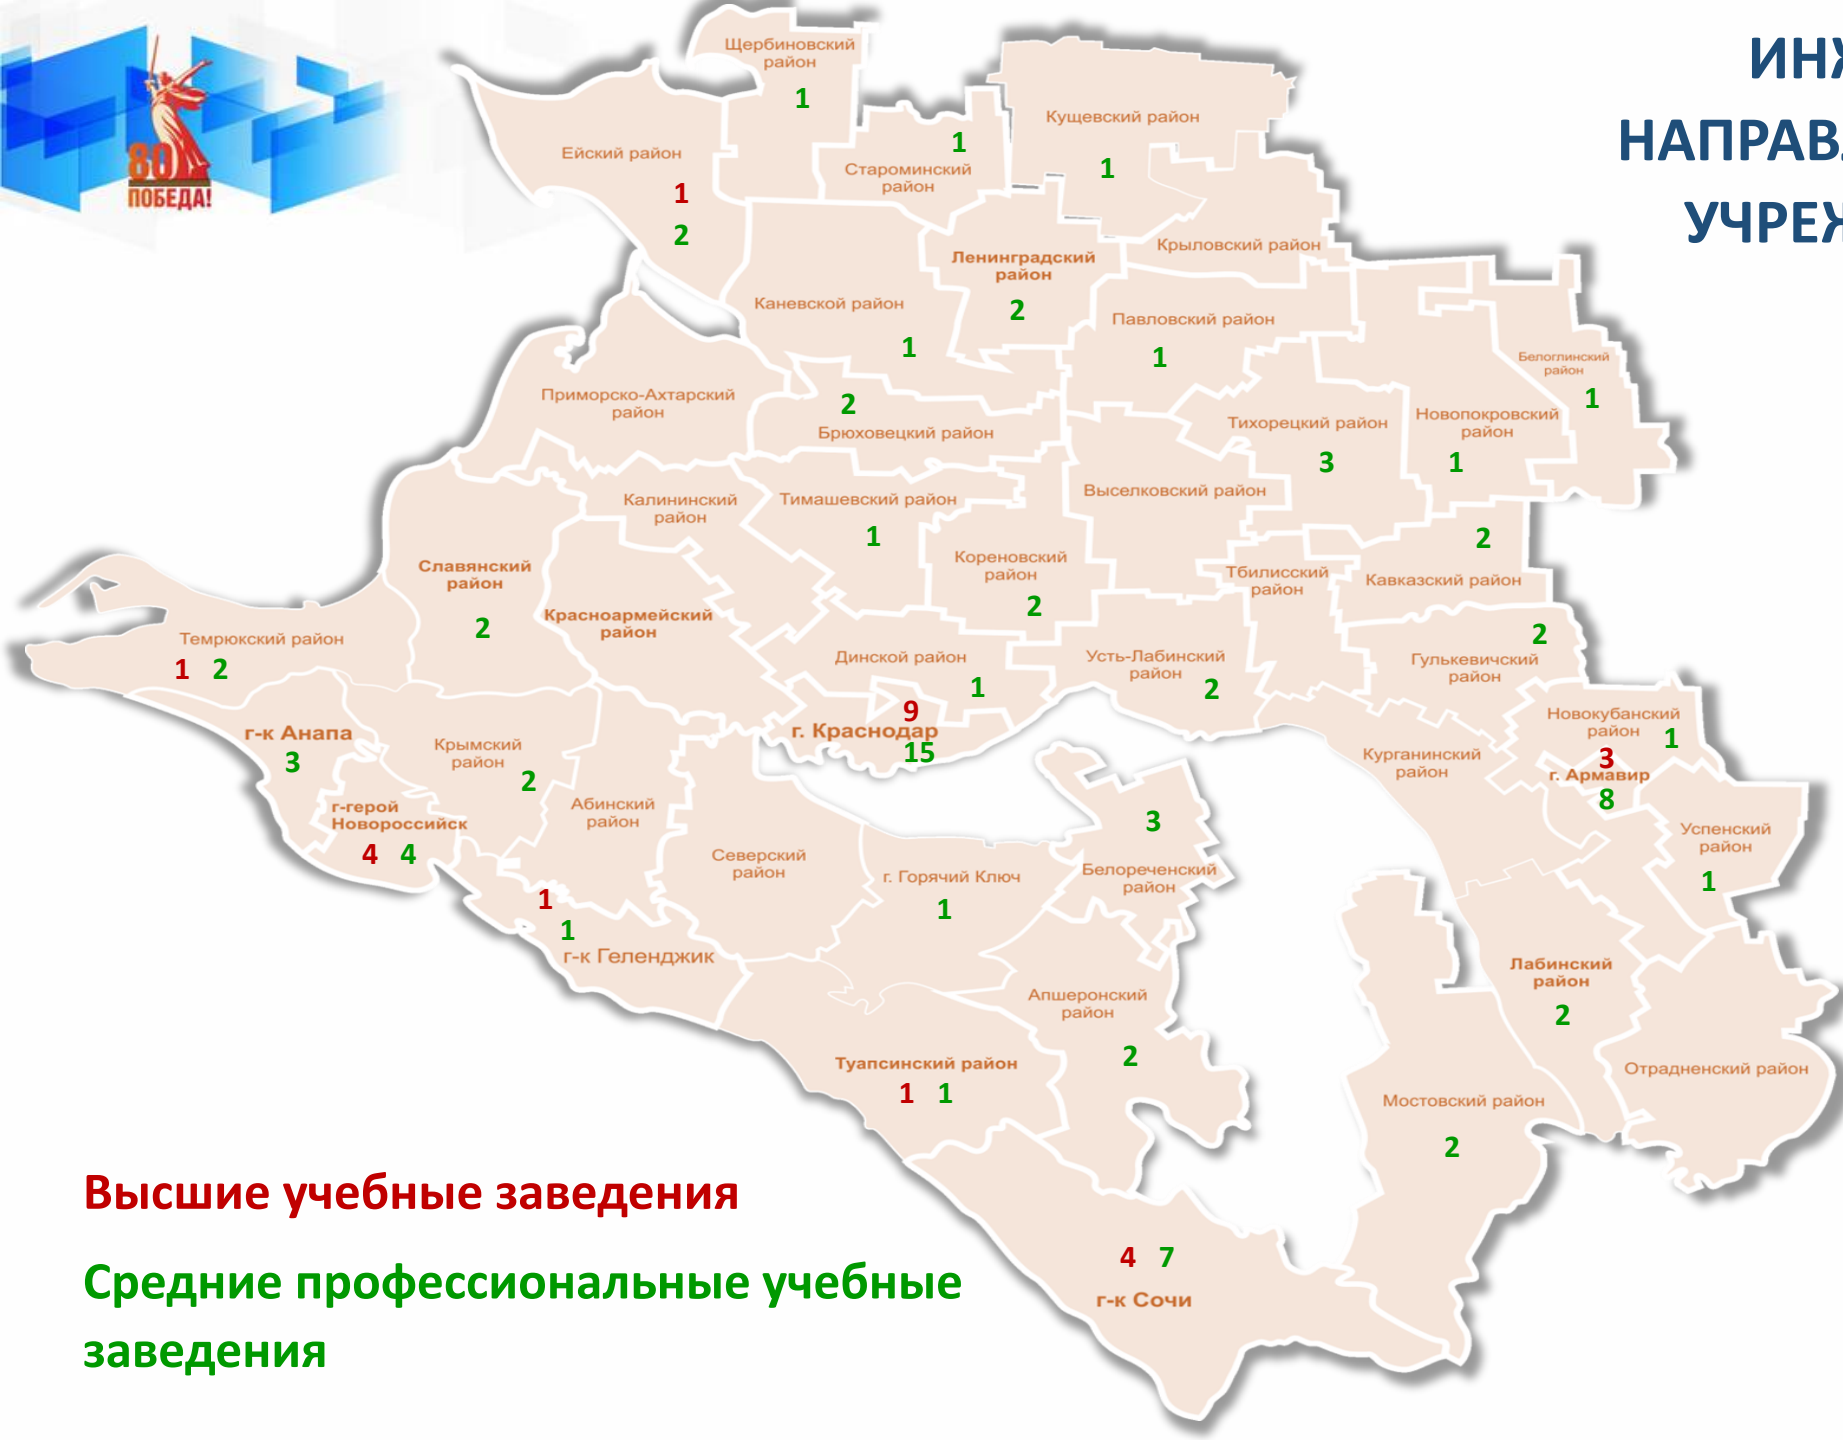 80
ПОБЕДА!
Щербиновский
район
1
Ейский район
1
2
1
Староминский
район
Кущевский район
1
Крыловский район
Ленинградский
район
2
Каневской район
1
Павловский район
1
Белоглинский
район
1
Приморско-Ахтарский
район
2
Брюховецкий район
Тихорецкий район
3
Новопокровский
район
1
Калининский
район
Тимашевский район
1
Выселковский район
Кореновский
район
2
Тбилисский
район
2
Кавказский район
Славянский
район
2
Красноармейский
район
Темрюкский район
1 2
Динской район
1
Усть-Лабинский
район
2
2
Гулькевичский
район
9
г. Краснодар
15
г-к Анапа
3
Крымский
район
2
г-герой
Новороссийск
4 4
Абинский
район
Северский
район
г. Горячий Ключ
1
3
Белореченский
район
Курганинский
район
Новокубанский
район
1
3
г. Армавир
8
Успенский
район
1
1
1
г-к Геленджик
Апшеронский
район
2
Лабинский
район
2
Туапсинский район
1 1
Отрадненский район
Мостовский район
2
4 7
г-к Сочи
Высшие учебные заведения
Средние профессиональные учебные
заведения